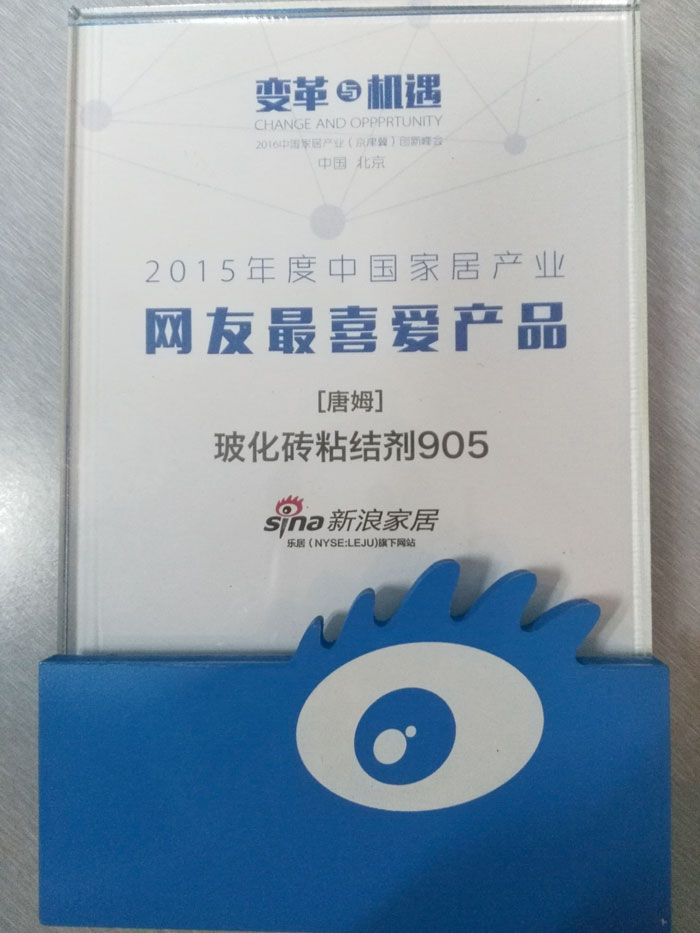 变革与机遇
CHANGE AND OPPPRTUNITY
2016中国家居产业（京津冀）创新峰会
中国 北京
2015年度中国家居产业
网友最喜爱产品
[唐姆]
玻化砖粘结剂905
sina新浪家居
乐居（NYSE:LEJU)旗下网站